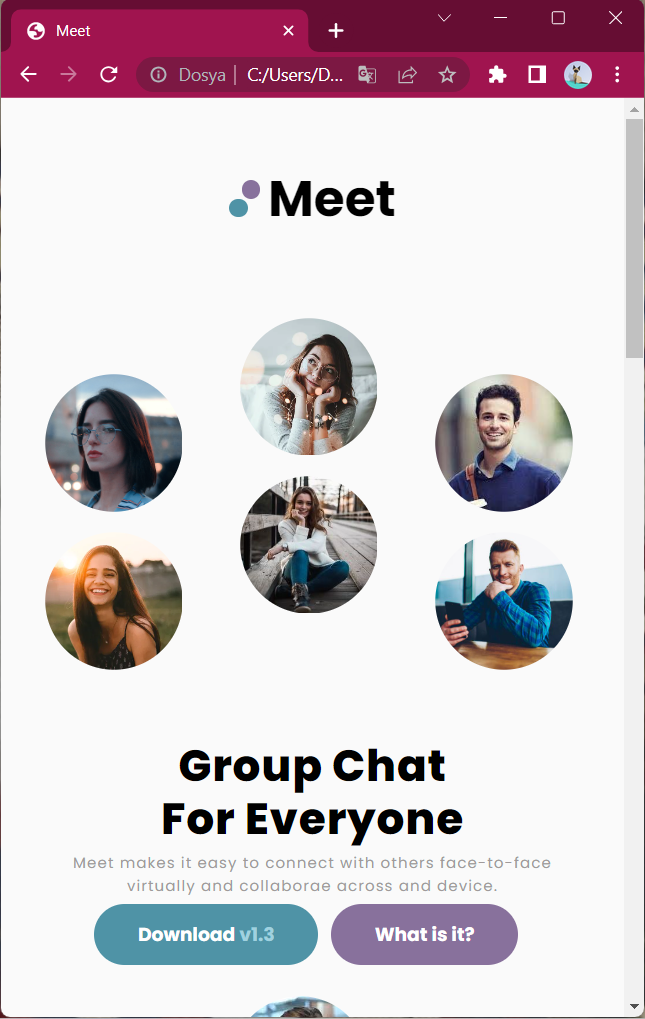 Meet
Dosya | C:/Users/D...
Meet
Group Chat
For Everyone
Meet makes it easy to connect with others face-to-face
virtually and collaborae across and device.
Download v1.3
What is it?